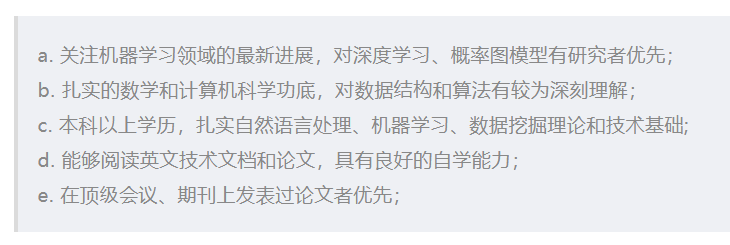 a. 关注机器学习领域的最新进展，对深度学习、概率图模型有研究者优先；
b. 扎实的数学和计算机科学功底，对数据结构和算法有较为深刻理解；
c. 本科以上学历，扎实自然语言处理、机器学习、数据挖掘理论和技术基础;
d. 能够阅读英文技术文档和论文，具有良好的自学能力；
e. 在顶级会议、期刊上发表过论文者优先；